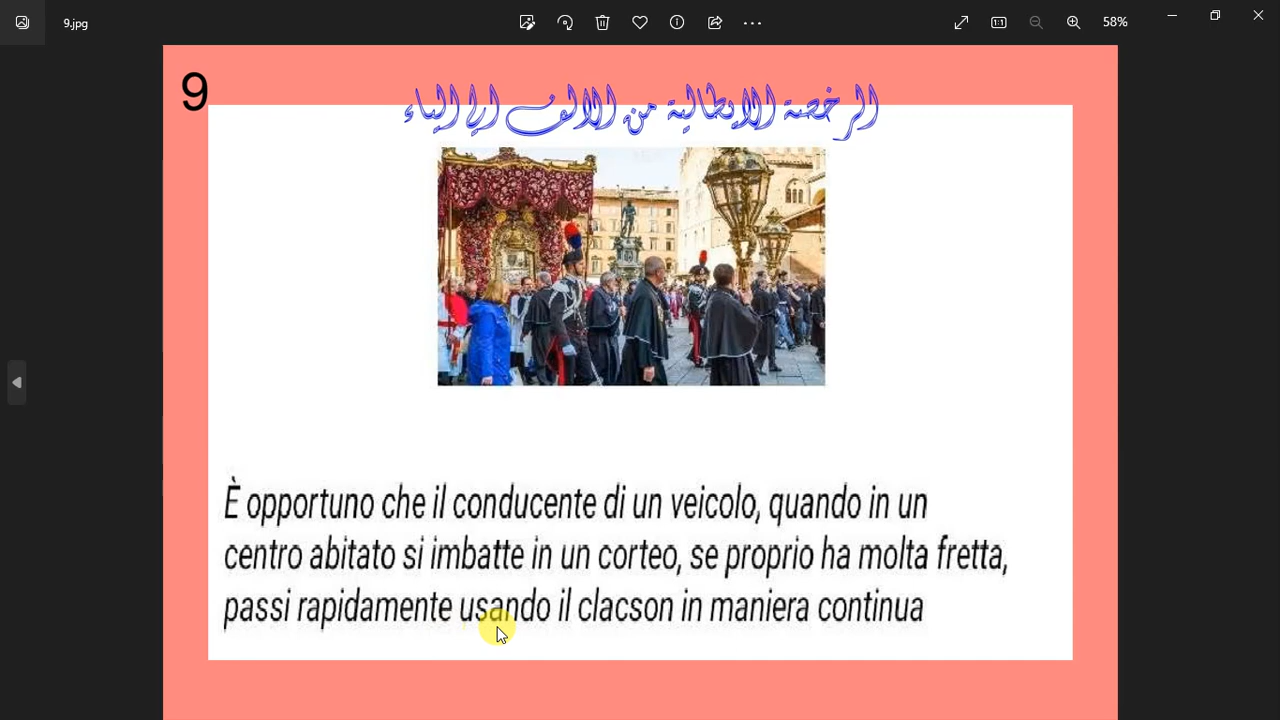 9.jpg
58%
9
الرخصة الايطالية من الالف الى الياء
È opportuno che il conducente di un veicolo, quando in un
centro abitato si imbatte in un corteo, se proprio ha molta fretta,
passi rapidamente usando il clacson in maniera continua